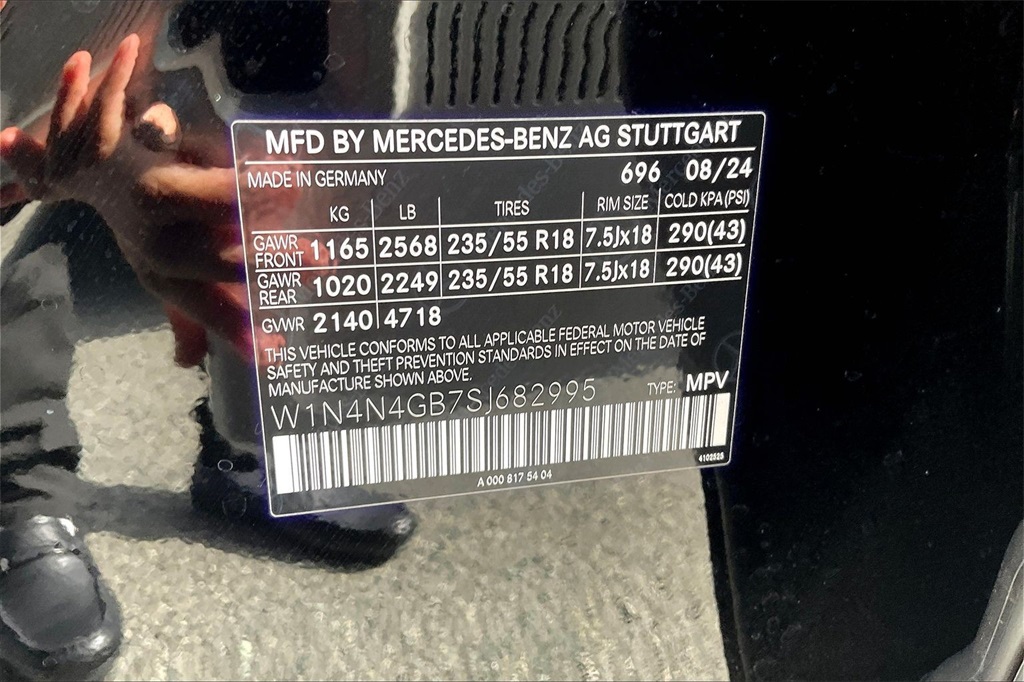 MFD BY MERCEDES-BENZ AG STUTTGART
MADE IN GERMANY 696 08/24
KG LB TIRES RIM SIZE COLD KPA (PSI)
GAWR FRONT 1165 2568 235/55 R18 7.5Jx18 290(43)
GAWR REAR 1020 2249 235/55 R18 7.5Jx18 290(43)
GVWR 2140 4718
THIS VEHICLE CONFORMS TO ALL APPLICABLE FEDERAL MOTOR VEHICLE
SAFETY AND THEFT PREVENTION STANDARDS IN EFFECT ON THE DATE OF
MANUFACTURE SHOWN ABOVE.
W1N4N4GB7SJ682995 TYPE: MPV
A 000 817 54 04 4102525